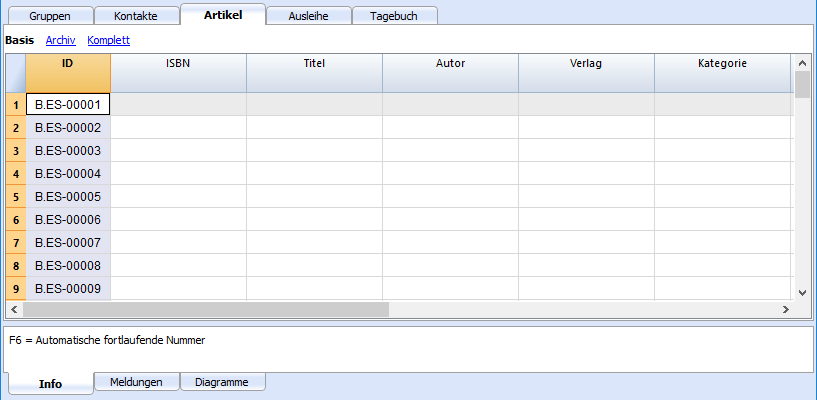 Gruppen Kontakte Artikel Ausleihe Tagebuch
Basis Archiv Komplett
ID ISBN Titel Autor Verlag Kategorie
1 B.ES-00001
2 B.ES-00002
3 B.ES-00003
4 B.ES-00004
5 B.ES-00005
6 B.ES-00006
7 B.ES-00007
8 B.ES-00008
9 B.ES-00009
F6 = Automatische fortlaufende Nummer
Info Meldungen Diagramme